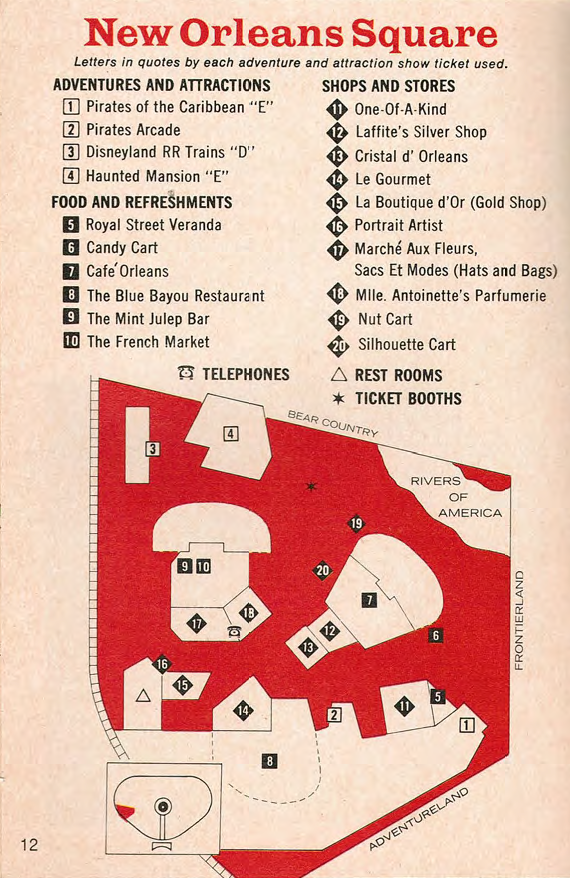 New Orleans Square
Letters in quotes by each adventure and attraction show ticket used.
ADVENTURES AND ATTRACTIONS
1 Pirates of the Caribbean "E"
2 Pirates Arcade
3 Disneyland RR Trains "D"
4 Haunted Mansion "E"
FOOD AND REFRESHMENTS
5 Royal Street Veranda
6 Candy Cart
7 Café Orleans
8 The Blue Bayou Restaurant
9 The Mint Julep Bar
10 The French Market
TELEPHONES
SHOPS AND STORES
11 One-Of-A-Kind
12 Laffite's Silver Shop
13 Cristal d' Orleans
14 Le Gourmet
15 La Boutique d'Or (Gold Shop)
16 Portrait Artist
17 Marché Aux Fleurs,
Sacs Et Modes (Hats and Bags)
18 Mlle. Antoinette's Parfumerie
19 Nut Cart
20 Silhouette Cart
REST ROOMS
TICKET BOOTHS
BEAR COUNTRY
4
3
RIVERS
OF
AMERICA
19
9 10
20
7
18
17
12
13
6
FRONTIERLAND
16
15
14
2
11
5
1
8
ADVENTURELAND
12